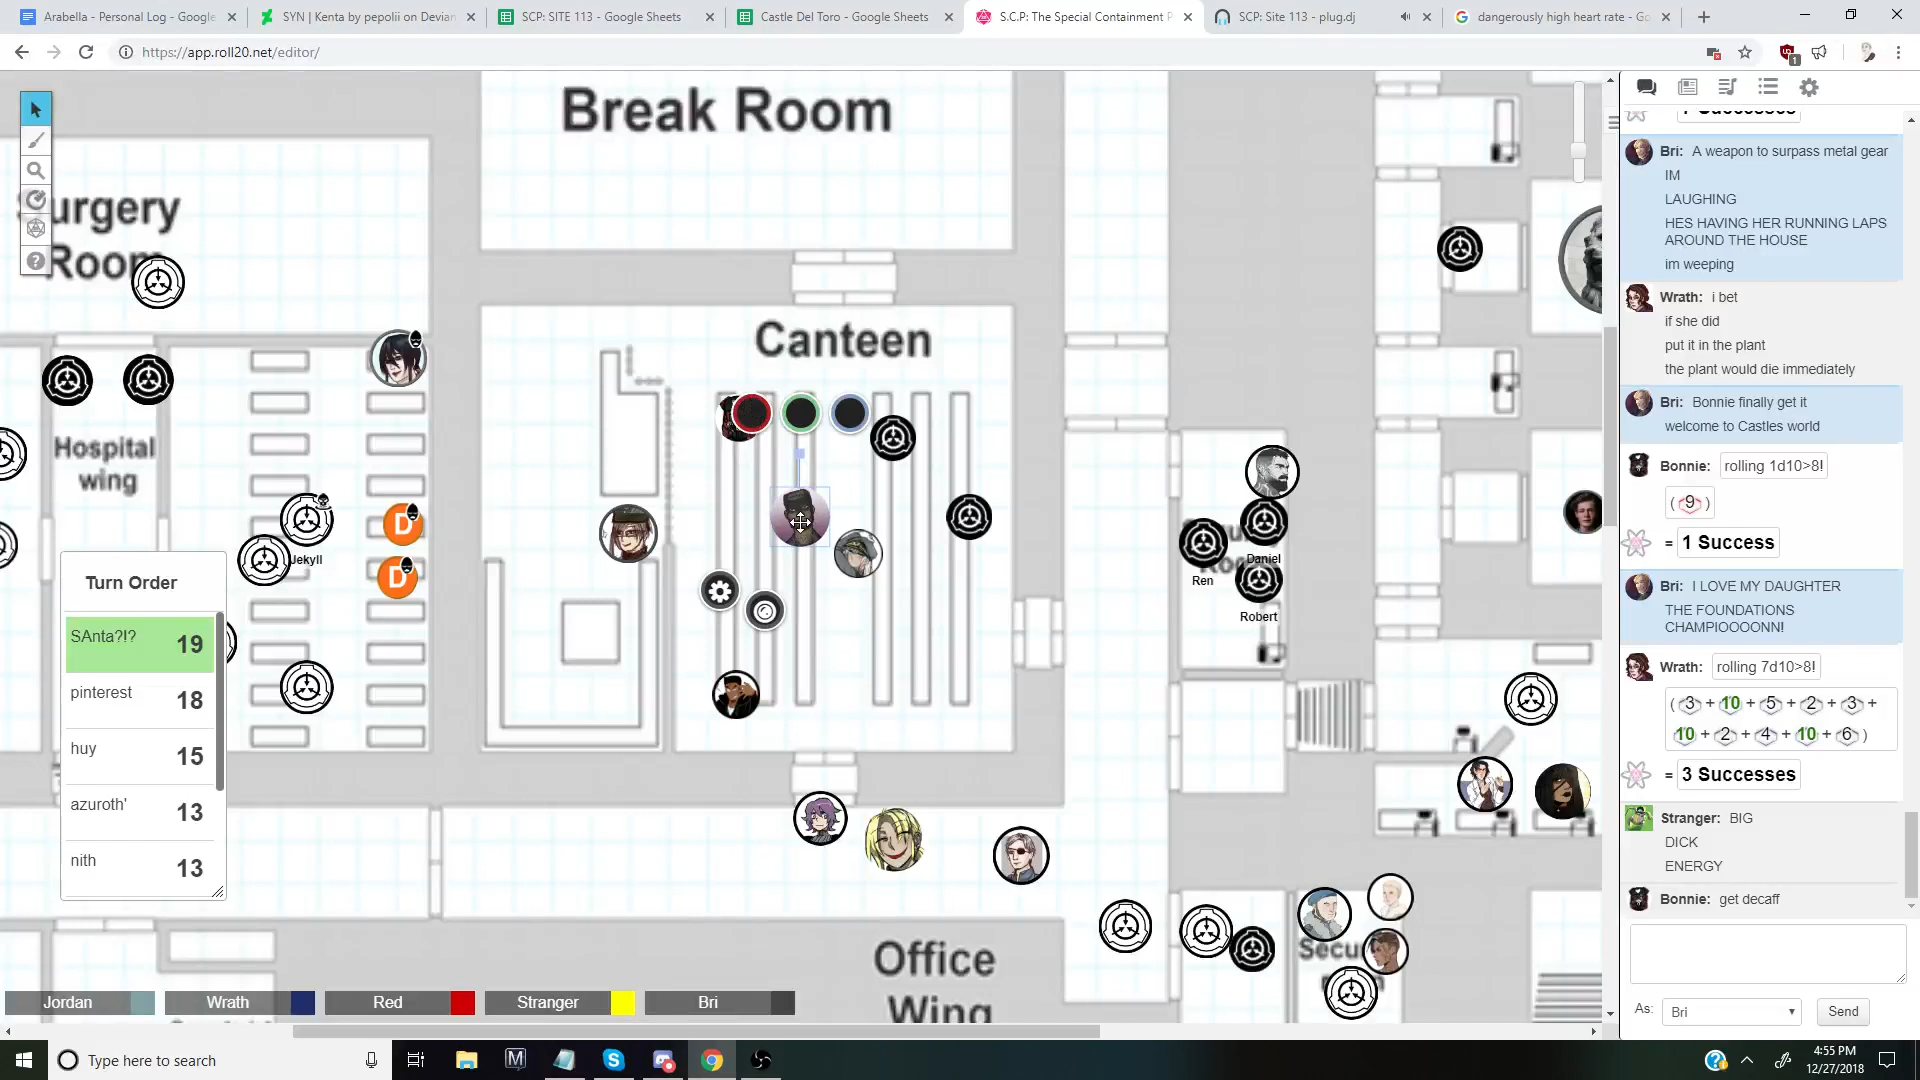 Arabella - Personal Log - Google
SYN | Kenta by pepolii on Devian
SCP: SITE 113 - Google Sheets
Castle Del Toro - Google Sheets
S.C.P: The Special Containment P
SCP: Site 113 - plug.dj
dangerously high heart rate - Go
https://app.roll20.net/editor/
1
Break Room
urgery
Room
Canteen
Hospital
wing
Jekyll
D
D
Ren
Daniel
Robert
Office
Wing
Turn Order
SAnta?!? 19
pinterest 18
huy 15
azuroth' 13
nith 13
Jordan
Wrath
Red
Stranger
Bri
Bri: A weapon to surpass metal gear
IM
LAUGHING
HES HAVING HER RUNNING LAPS
AROUND THE HOUSE
im weeping
Wrath: i bet
if she did
put it in the plant
the plant would die immediately
Bri: Bonnie finally get it
welcome to Castles world
Bonnie: rolling 1d10>8!
(9)
= 1 Success
Bri: I LOVE MY DAUGHTER
THE FOUNDATIONS
CHAMPIOOOONN!
Wrath: rolling 7d10>8!
(3+10+5+2+3+
10+2+4+10+6)
= 3 Successes
Stranger: BIG
DICK
ENERGY
Bonnie: get decaff
As: Bri
Send
Type here to search
4:55 PM
12/27/2018